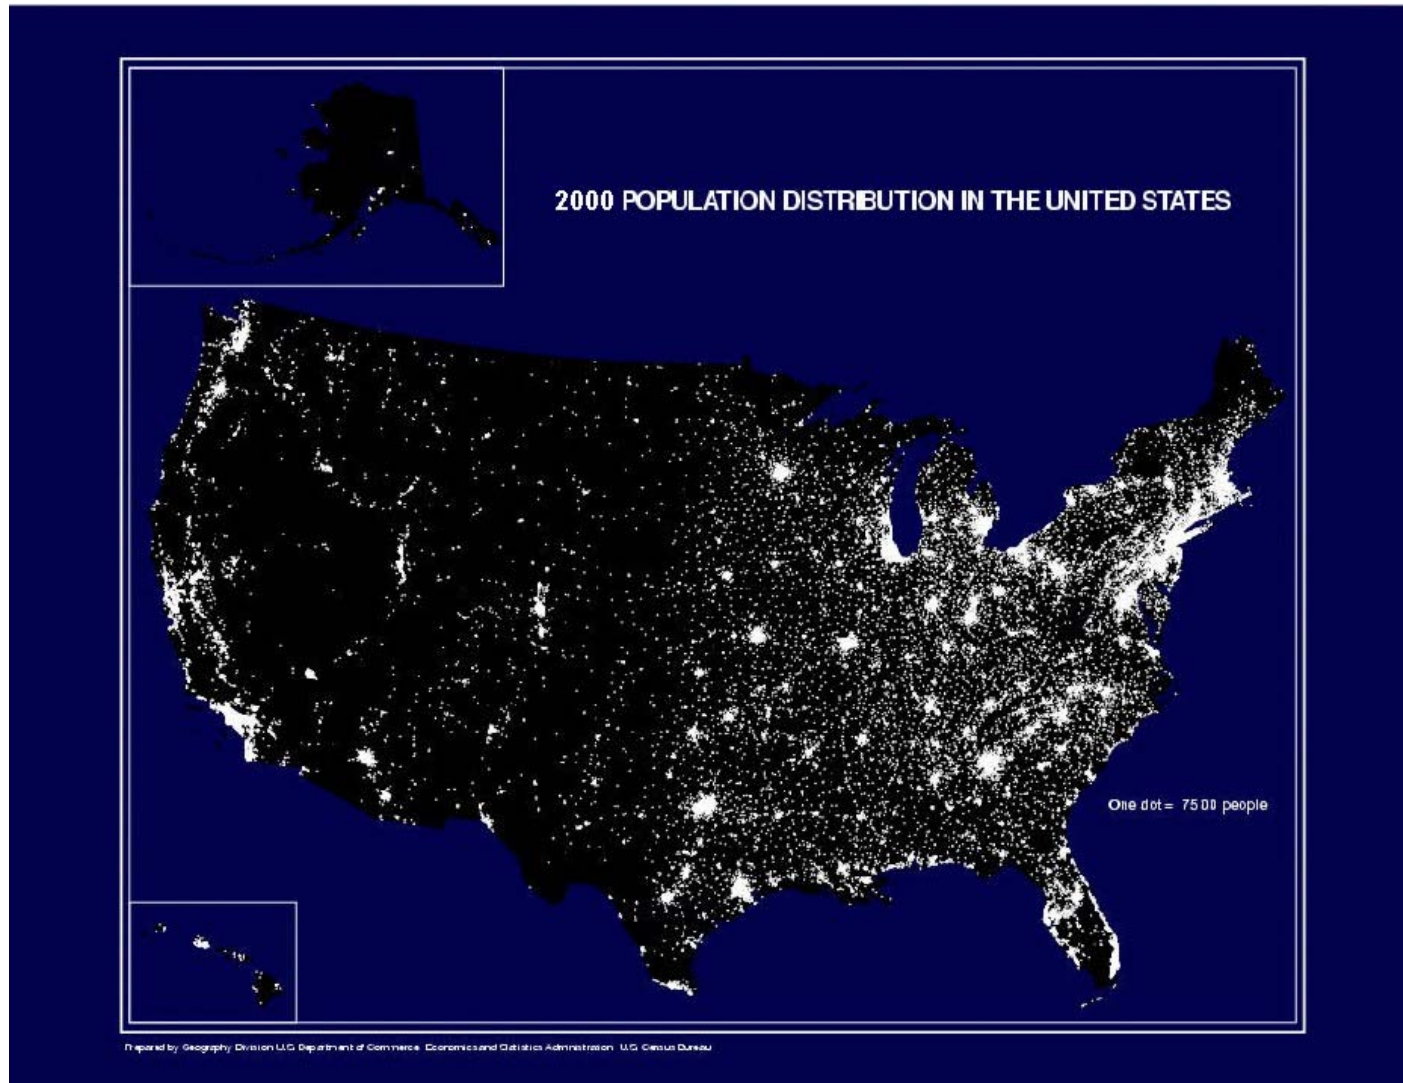 2000 POPULATION DISTRIBUTION IN THE UNITED STATES
One dot = 7500 people
Prepared by Geography Division U.S. Department of Commerce Economics and Statistics Administration U.S. Census Bureau